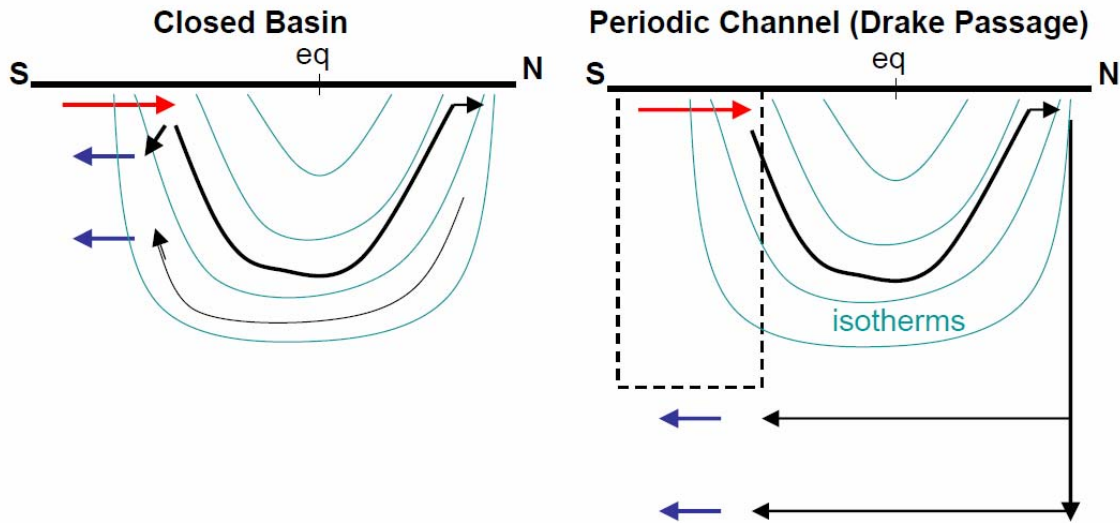 Closed Basin
eq
S
N
Periodic Channel (Drake Passage)
eq
S
N
isotherms